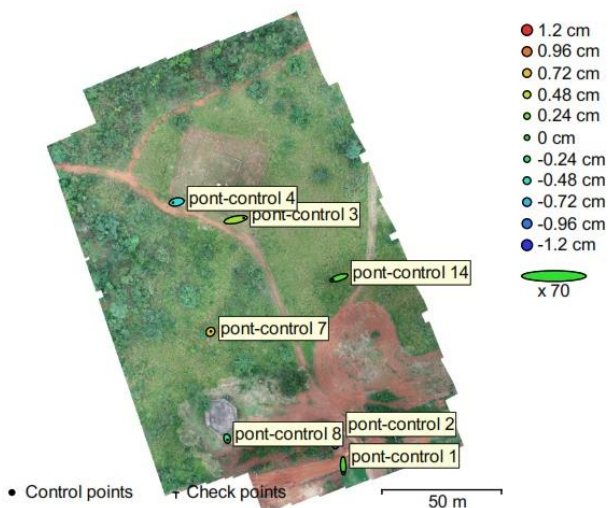 1.2 cm
0.96 cm
0.72 cm
0.48 cm
0.24 cm
0 cm
-0.24 cm
-0.48 cm
-0.72 cm
-0.96 cm
-1.2 cm
x 70
pont-control 4
pont-control 3
pont-control 14
pont-control 7
pont-control 2
pont-control 8
pont-control 1
Control points
Check points
50 m